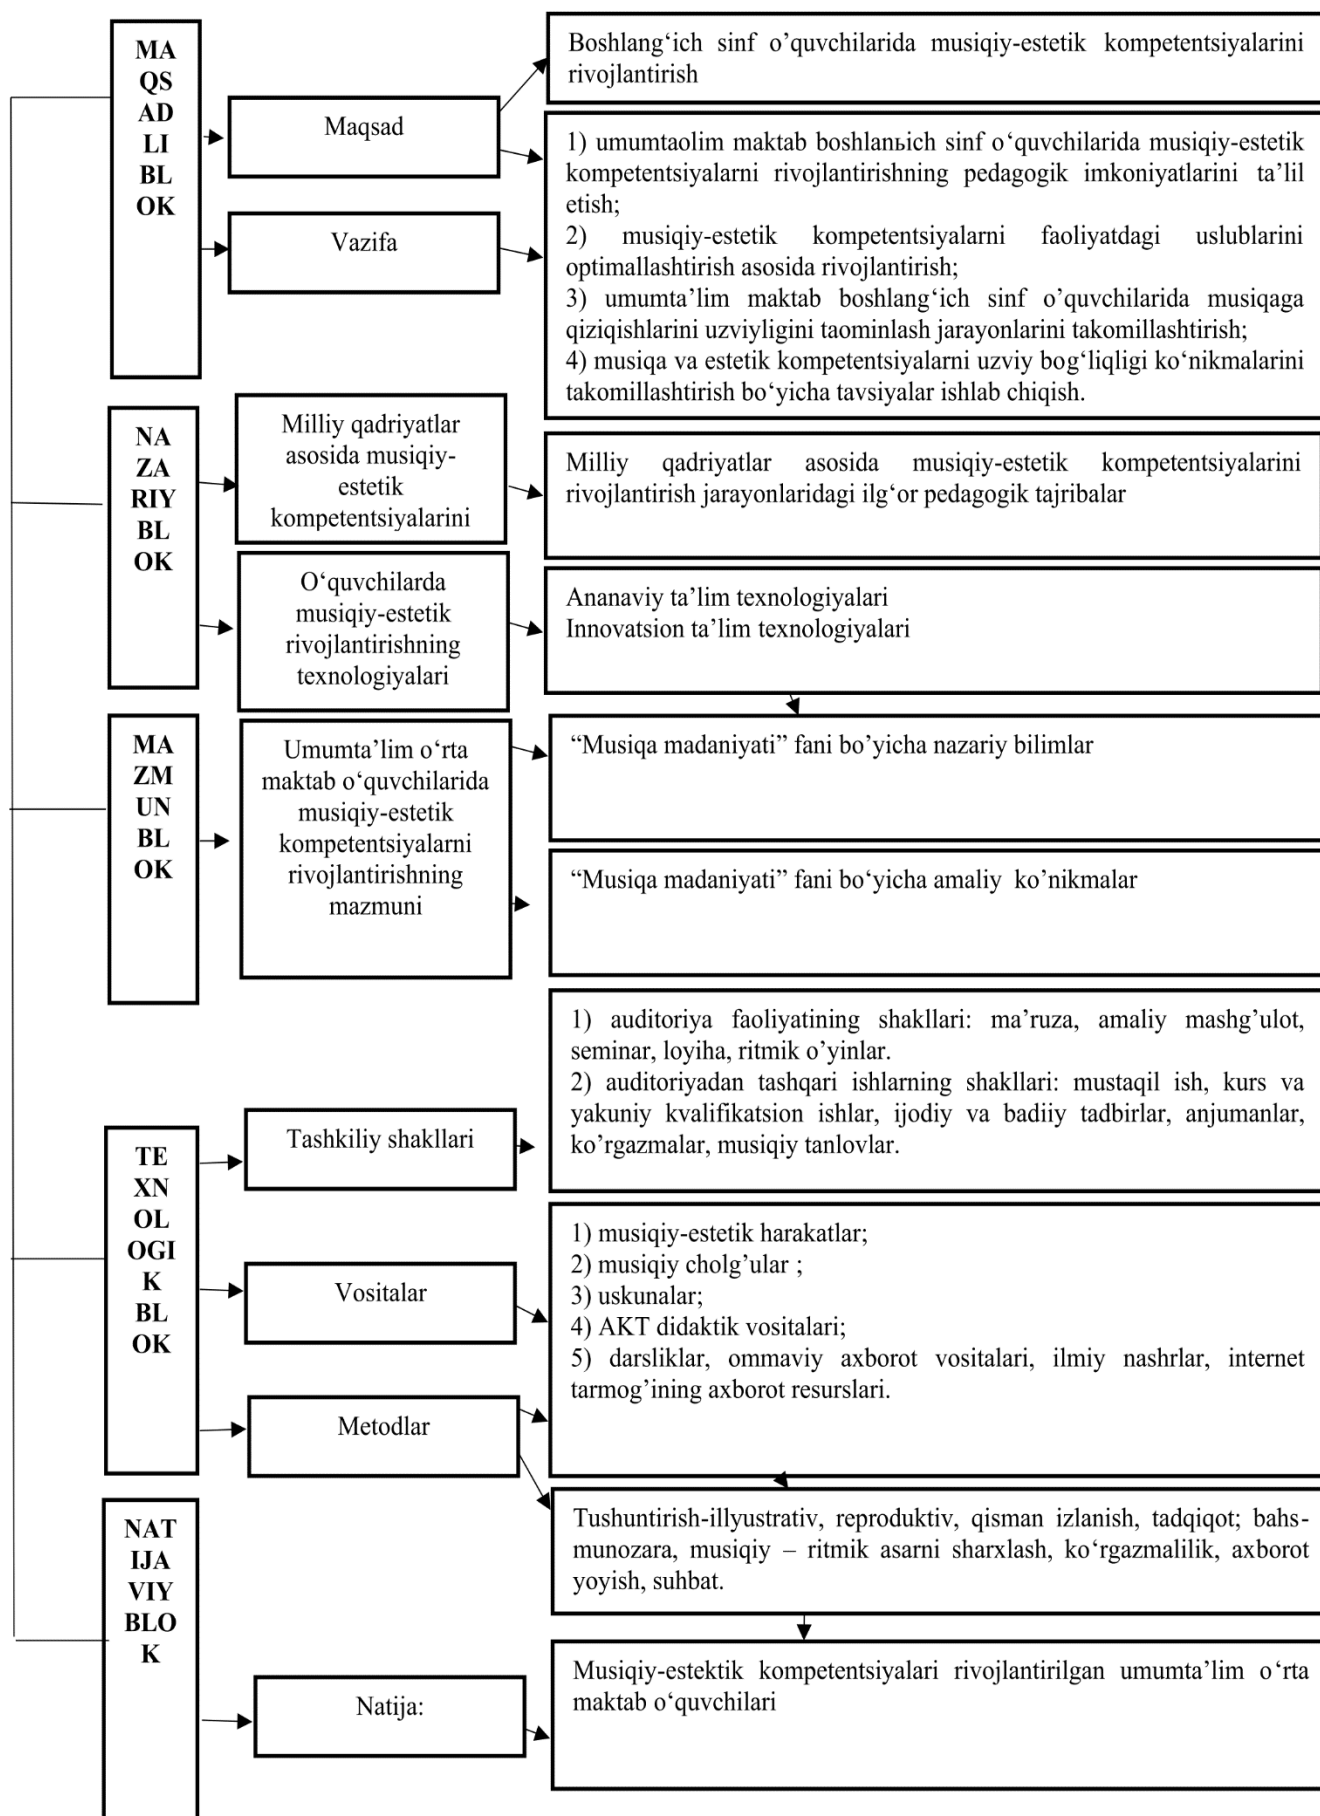 MA
QS
AD
LI
BL
OK
Maqsad
Vazifa
Boshlang‘ich sinf o’quvchilarida musiqiy-estetik kompetentsiyalarini
rivojlantirish
1) umumtaolim maktab boshlanьich sinf o‘quvchilarida musiqiy-estetik
kompetentsiyalarni rivojlantirishning pedagogik imkoniyatlarini ta’lil
etish;
2) musiqiy-estetik kompetentsiyalarni faoliyatdagi uslublarini
optimallashtirish asosida rivojlantirish;
3) umumta’lim maktab boshlang‘ich sinf o’quvchilarida musiqaga
qiziqishlarini uzviyligini taominlash jarayonlarini takomillashtirish;
4) musiqa va estetik kompetentsiyalarni uzviy bog‘liqligi ko‘nikmalarini
takomillashtirish bo‘yicha tavsiyalar ishlab chiqish.
NA
ZA
RIY
BL
OK
Milliy qadriyatlar
asosida musiqiy-
estetik
kompetentsiyalarini
Milliy qadriyatlar asosida musiqiy-estetik kompetentsiyalarini
rivojlantirish jarayonlaridagi ilg‘or pedagogik tajribalar
O‘quvchilarda
musiqiy-estetik
rivojlantirishning
texnologiyalari
Ananaviy ta’lim texnologiyalari
Innovatsion ta’lim texnologiyalari
MA
ZM
UN
BL
OK
Umumta’lim o‘rta
maktab o‘quvchilarida
musiqiy-estetik
kompetentsiyalarni
rivojlantirishning
mazmuni
“Musiqa madaniyati” fani bo’yicha nazariy bilimlar
“Musiqa madaniyati” fani bo’yicha amaliy ko’nikmalar
TE
XN
OL
OGI
K
BL
OK
Tashkiliy shakllari
1) auditoriya faoliyatining shakllari: ma’ruza, amaliy mashg’ulot,
seminar, loyiha, ritmik o’yinlar.
2) auditoriyadan tashqari ishlarning shakllari: mustaqil ish, kurs va
yakuniy kvalifikatsion ishlar, ijodiy va badiiy tadbirlar, anjumanlar,
ko’rgazmalar, musiqiy tanlovlar.
Vositalar
1) musiqiy-estetik harakatlar;
2) musiqiy cholg’ular ;
3) uskunalar;
4) AKT didaktik vositalari;
5) darsliklar, ommaviy axborot vositalari, ilmiy nashrlar, internet
tarmog’ining axborot resurslari.
Metodlar
Tushuntirish-illyustrativ, reproduktiv, qisman izlanish, tadqiqot; bahs-
munozara, musiqiy – ritmik asarni sharxlash, ko‘rgazmalilik, axborot
yoyish, suhbat.
NAT
IJA
VIY
BLO
K
Natija:
Musiqiy-estektik kompetentsiyalari rivojlantirilgan umumta’lim o‘rta
maktab o‘quvchilari